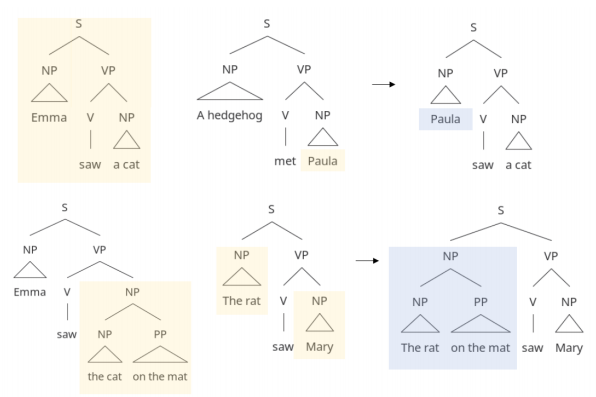 S
S
S
NP VP
NP VP
NP VP
Emma V NP
A hedgehog V NP
Paula V NP
saw a cat
met Paula
saw a cat
S
S
S
NP VP
NP VP
NP VP
Emma V NP
The rat V NP
NP PP V NP
saw
NP PP
saw Mary
The rat on the mat saw Mary
the cat on the mat